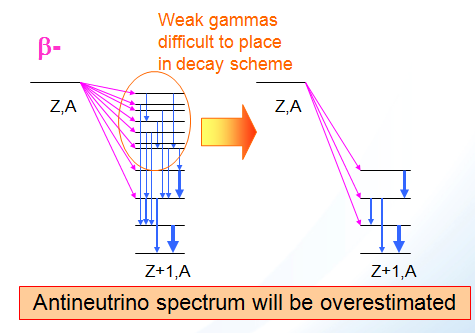 Weak gammas
difficult to place
in decay scheme
β-
Z,A
Z,A
Z+1,A
Z+1,A
Antineutrino spectrum will be overestimated